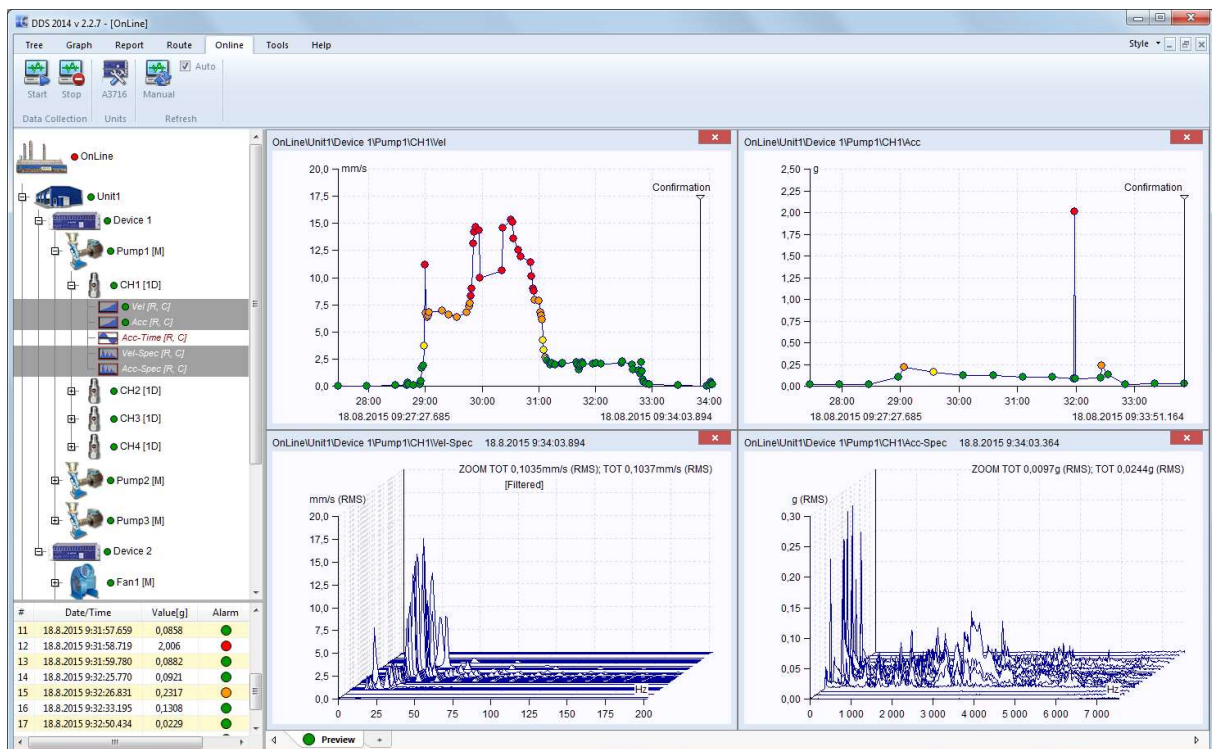 DDS 2014 v 2.2.7 - [OnLine]
Tree Graph Report Route Online Tools Help Style
Auto
Start Stop A3716 Manual
Data Collection Units Refresh
OnLine
Unit1
Device 1
Pump1 [M]
CH1 [1D]
Vel [R, C]
Acc [R, C]
Acc-Time [R, C]
Vel-Spec [R, C]
Acc-Spec [R, C]
CH2 [1D]
CH3 [1D]
CH4 [1D]
Pump2 [M]
Pump3 [M]
Device 2
Fan1 [M]
# Date/Time Value[g] Alarm
11 18.8.2015 9:31:57.659 0,0858
12 18.8.2015 9:31:58.719 2,006
13 18.8.2015 9:31:59.780 0,0882
14 18.8.2015 9:32:25.770 0,0921
15 18.8.2015 9:32:26.831 0,2317
16 18.8.2015 9:32:33.195 0,1308
17 18.8.2015 9:32:50.434 0,0229
OnLine\Unit1\Device 1\Pump1\CH1\Vel
20,0 mm/s
Confirmation
17,5
15,0
12,5
10,0
7,5
5,0
2,5
0,0
28:00 29:00 30:00 31:00 32:00 33:00 34:00
18.08.2015 09:27:27.685 18.08.2015 09:34:03.894
OnLine\Unit1\Device 1\Pump1\CH1\Acc
2,50 g
Confirmation
2,25
2,00
1,75
1,50
1,25
1,00
0,75
0,50
0,25
0,00
28:00 29:00 30:00 31:00 32:00 33:00
18.08.2015 09:27:27.685 18.08.2015 09:33:51.164
OnLine\Unit1\Device 1\Pump1\CH1\Vel-Spec 18.8.2015 9:34:03.894
ZOOM TOT 0,1035mm/s (RMS); TOT 0,1037mm/s (RMS)
[Filtered]
mm/s (RMS)
20,0
17,5
15,0
12,5
10,0
7,5
5,0
2,5
0,0
Hz
0 25 50 75 100 125 150 175 200
OnLine\Unit1\Device 1\Pump1\CH1\Acc-Spec 18.8.2015 9:34:03.364
ZOOM TOT 0,0097g (RMS); TOT 0,0244g (RMS)
g (RMS)
0,30
0,25
0,20
0,15
0,10
0,05
0,00
Hz
0 1 000 2 000 3 000 4 000 5 000 6 000 7 000
Preview +